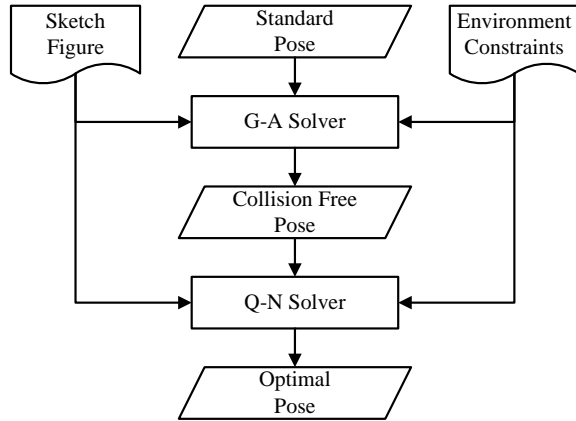 Sketch
Figure
Standard
Pose
Environment
Constraints
G-A Solver
Collision Free
Pose
Q-N Solver
Optimal
Pose